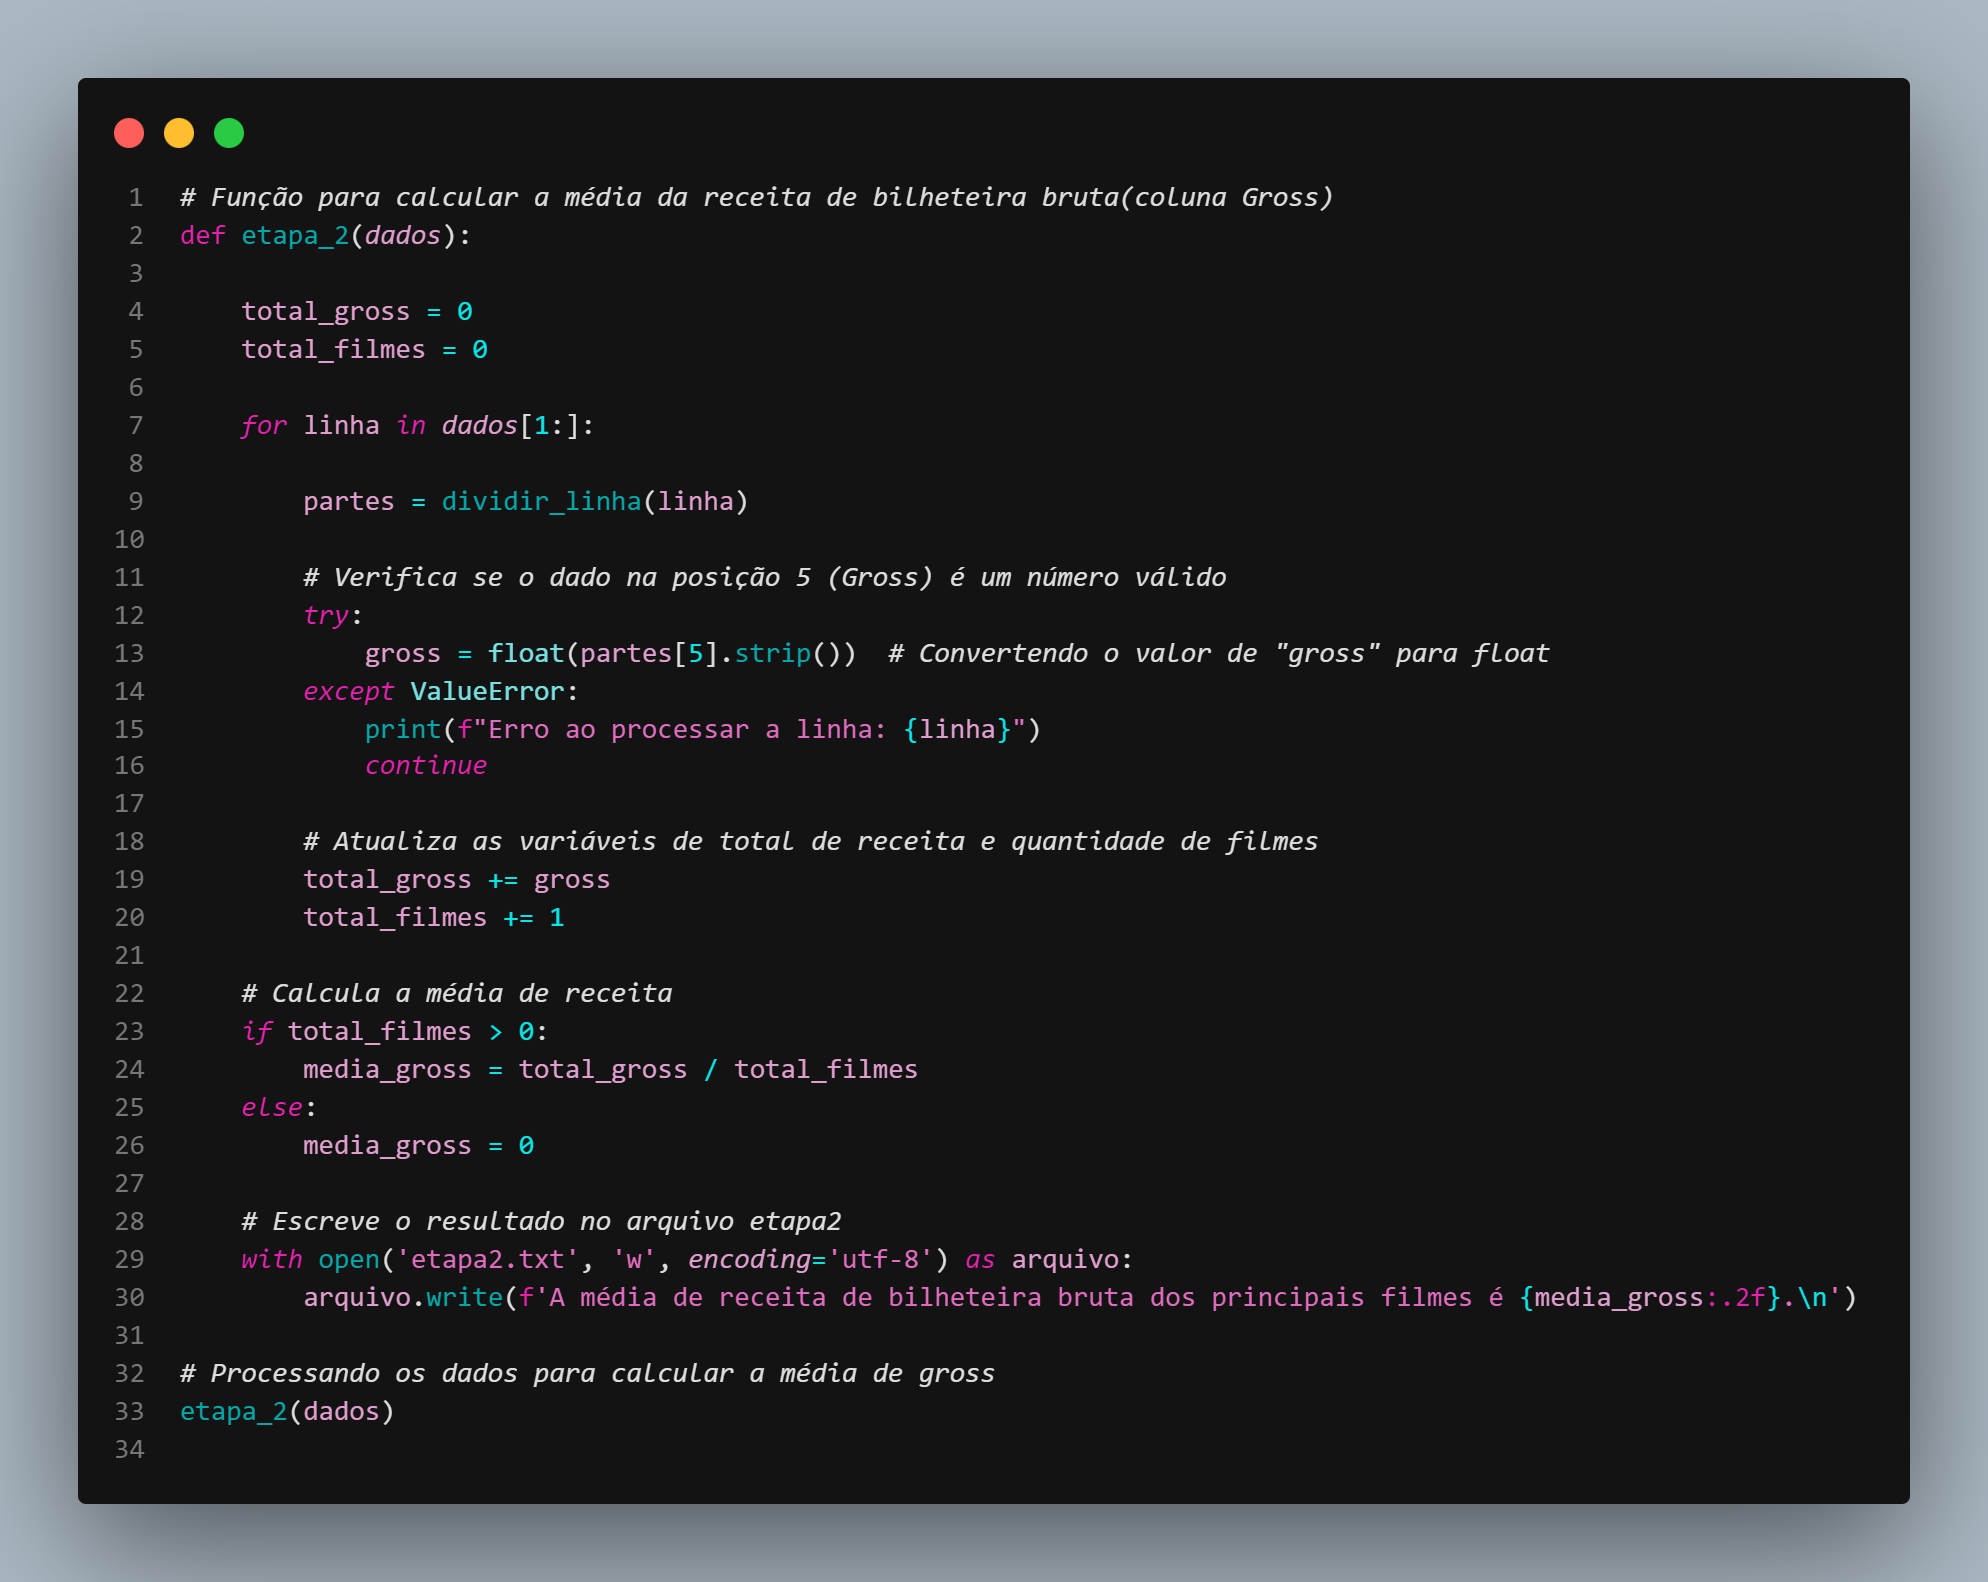 1 # Função para calcular a média da receita de bilheteira bruta(coluna Gross)
2 def etapa_2(dados):
3
4     total_gross = 0
5     total_filmes = 0
6
7     for linha in dados[1:]:
8
9         partes = dividir_linha(linha)
10
11         # Verifica se o dado na posição 5 (Gross) é um número válido
12         try:
13             gross = float(partes[5].strip())  # Convertendo o valor de "gross" para float
14         except ValueError:
15             print(f"Erro ao processar a linha: {linha}")
16             continue
17
18         # Atualiza as variáveis de total de receita e quantidade de filmes
19         total_gross += gross
20         total_filmes += 1
21
22     # Calcula a média de receita
23     if total_filmes > 0:
24         media_gross = total_gross / total_filmes
25     else:
26         media_gross = 0
27
28     # Escreve o resultado no arquivo etapa2
29     with open('etapa2.txt', 'w', encoding='utf-8') as arquivo:
30         arquivo.write(f'A média de receita de bilheteira bruta dos principais filmes é {media_gross:.2f}.\n')
31
32 # Processando os dados para calcular a média de gross
33 etapa_2(dados)
34